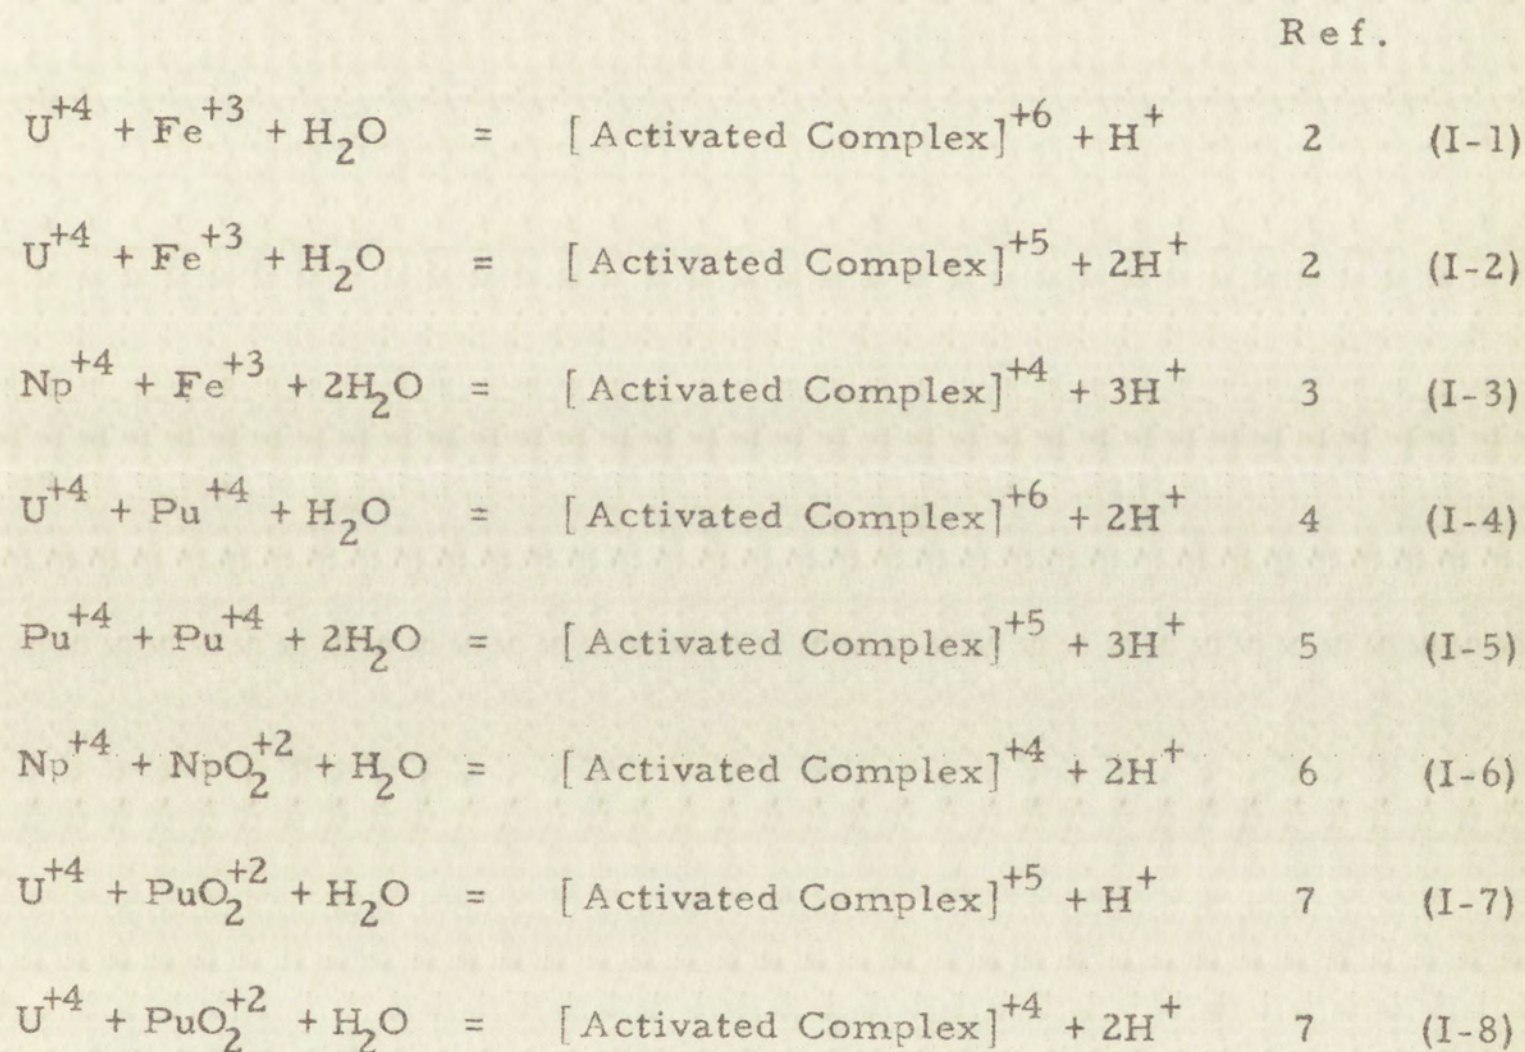 Ref.
U⁺⁴ + Fe⁺³ + H₂O = [Activated Complex]⁺⁶ + H⁺ 2 (I-1)
U⁺⁴ + Fe⁺³ + H₂O = [Activated Complex]⁺⁵ + 2H⁺ 2 (I-2)
Np⁺⁴ + Fe⁺³ + 2H₂O = [Activated Complex]⁺⁴ + 3H⁺ 3 (I-3)
U⁺⁴ + Pu⁺⁴ + H₂O = [Activated Complex]⁺⁶ + 2H⁺ 4 (I-4)
Pu⁺⁴ + Pu⁺⁴ + 2H₂O = [Activated Complex]⁺⁵ + 3H⁺ 5 (I-5)
Np⁺⁴ + NpO₂⁺² + H₂O = [Activated Complex]⁺⁴ + 2H⁺ 6 (I-6)
U⁺⁴ + PuO₂⁺² + H₂O = [Activated Complex]⁺⁵ + H⁺ 7 (I-7)
U⁺⁴ + PuO₂⁺² + H₂O = [Activated Complex]⁺⁴ + 2H⁺ 7 (I-8)